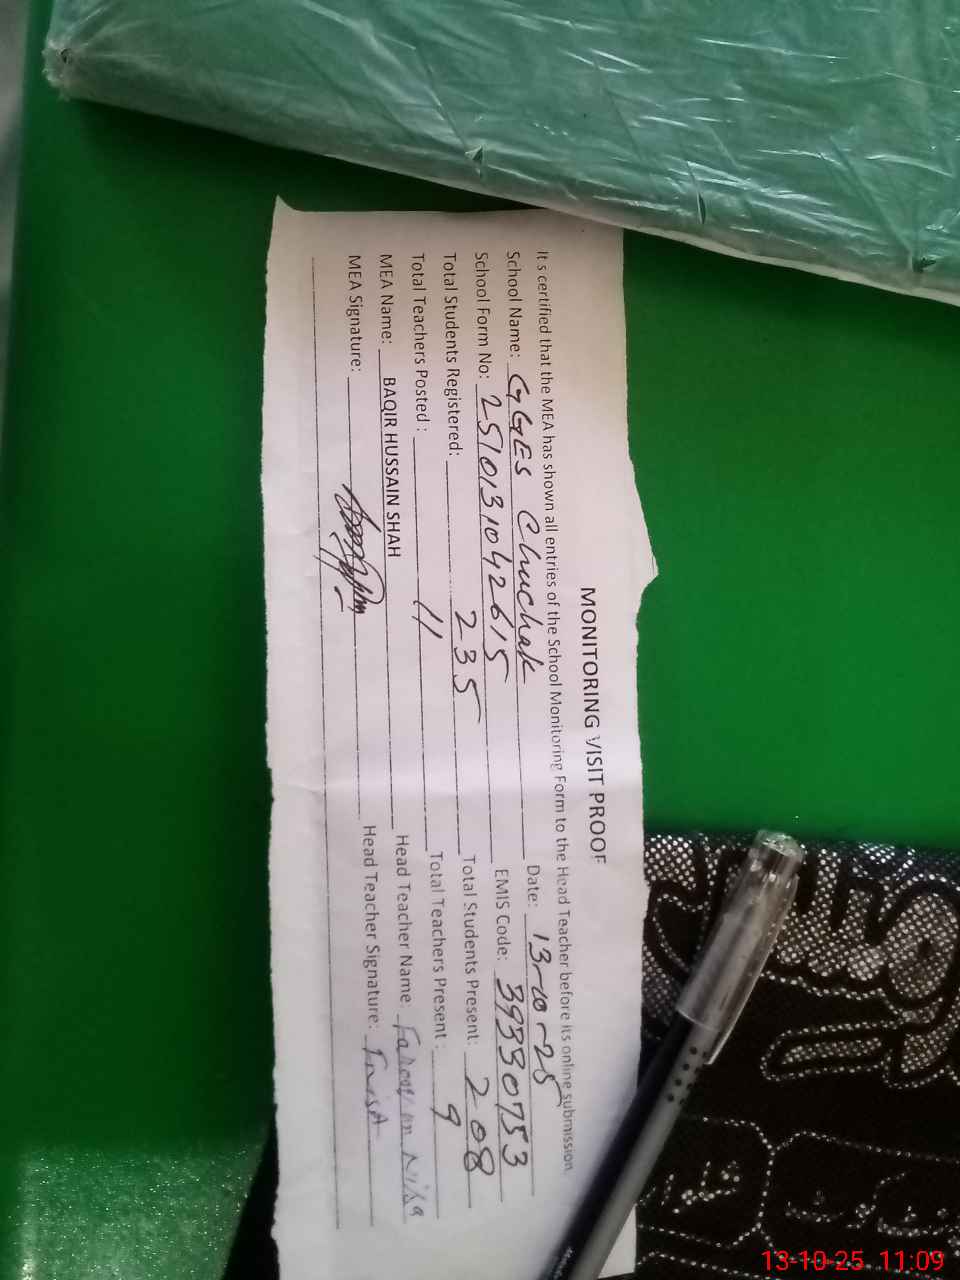 MONITORING VISIT PROOF
It s certified that the MEA has shown all entries of the School Monitoring Form to the Head Teacher before its online submission.
School Name: GGES Chuchak Date: 13-10-25
School Form No: 2510131042615 EMIS Code: 39330753
Total Students Registered: 235 Total Students Present: 208
Total Teachers Posted : 11 Total Teachers Present : 9
MEA Name: BAQIR HUSSAIN SHAH Head Teacher Name: Nisa
MEA Signature: Head Teacher Signature:
13-10-25 11:09